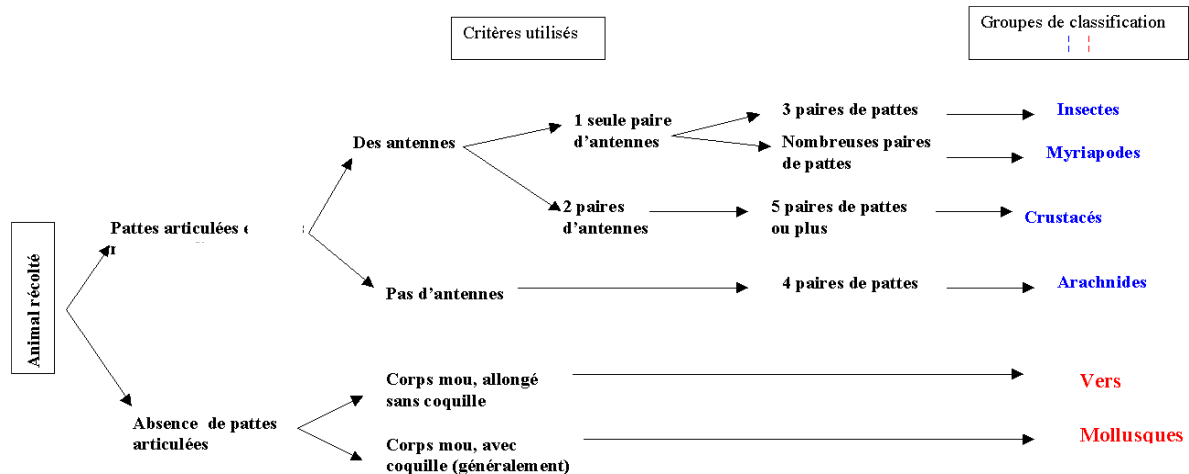 Critères utilisés
Groupes de classification
Des antennes
1 seule paire
d'antennes
3 paires de pattes
Insectes
Nombreuses paires
de pattes
Myriapodes
2 paires
d'antennes
5 paires de pattes
ou plus
Crustacés
Pattes articulées
Pas d'antennes
4 paires de pattes
Arachnides
Animal récolté
Absence de pattes
articulées
Corps mou, allongé
sans coquille
Vers
Corps mou, avec
coquille (généralement)
Mollusques